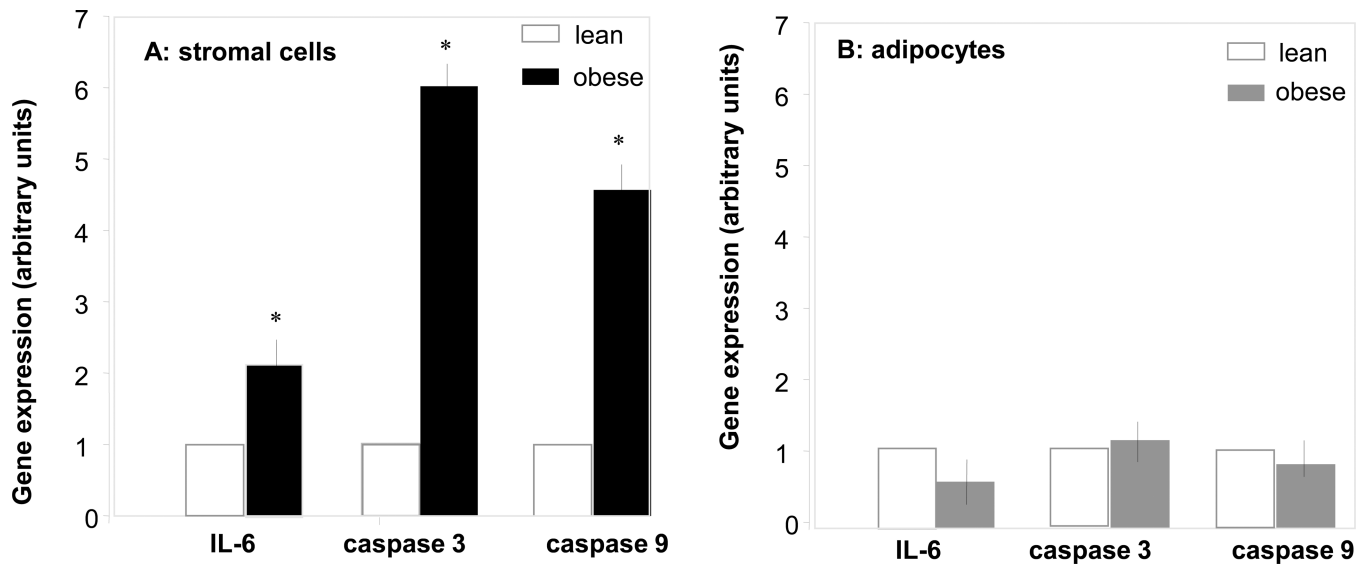 A: stromal cells
lean
obese
*
*
*
7
6
5
4
3
2
1
0
Gene expression (arbitrary units)
IL-6
caspase 3
caspase 9
B: adipocytes
lean
obese
7
6
5
4
3
2
1
0
Gene expression (arbitrary units)
IL-6
caspase 3
caspase 9